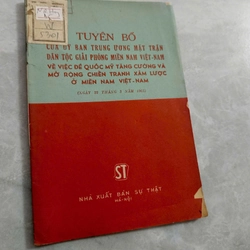 TUYÊN BỐ
CỦA ỦY BAN TRUNG ƯƠNG MẶT TRẬN
DÂN TỘC GIẢI PHÓNG MIỀN NAM VIỆT-NAM
VỀ VIỆC ĐẾ QUỐC MỸ TĂNG CƯỜNG VÀ
MỞ RỘNG CHIẾN TRANH XÂM LƯỢC
Ở MIỀN NAM VIỆT-NAM
ST
NHÀ XUẤT BẢN SỰ THẬT
HÀ-NỘI